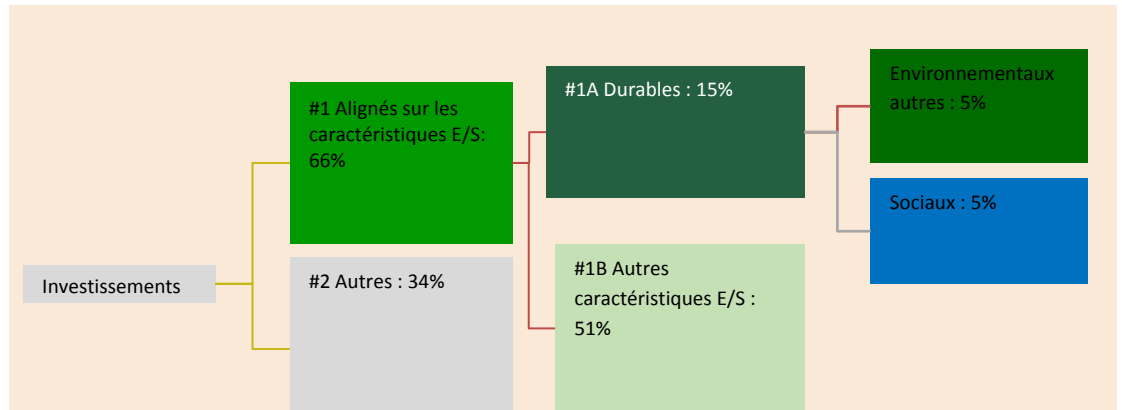 Investissements
#1 Alignés sur les
caractéristiques E/S:
66%
#2 Autres : 34%
#1A Durables : 15%
#1B Autres
caractéristiques E/S :
51%
Environnementaux
autres : 5%
Sociaux : 5%